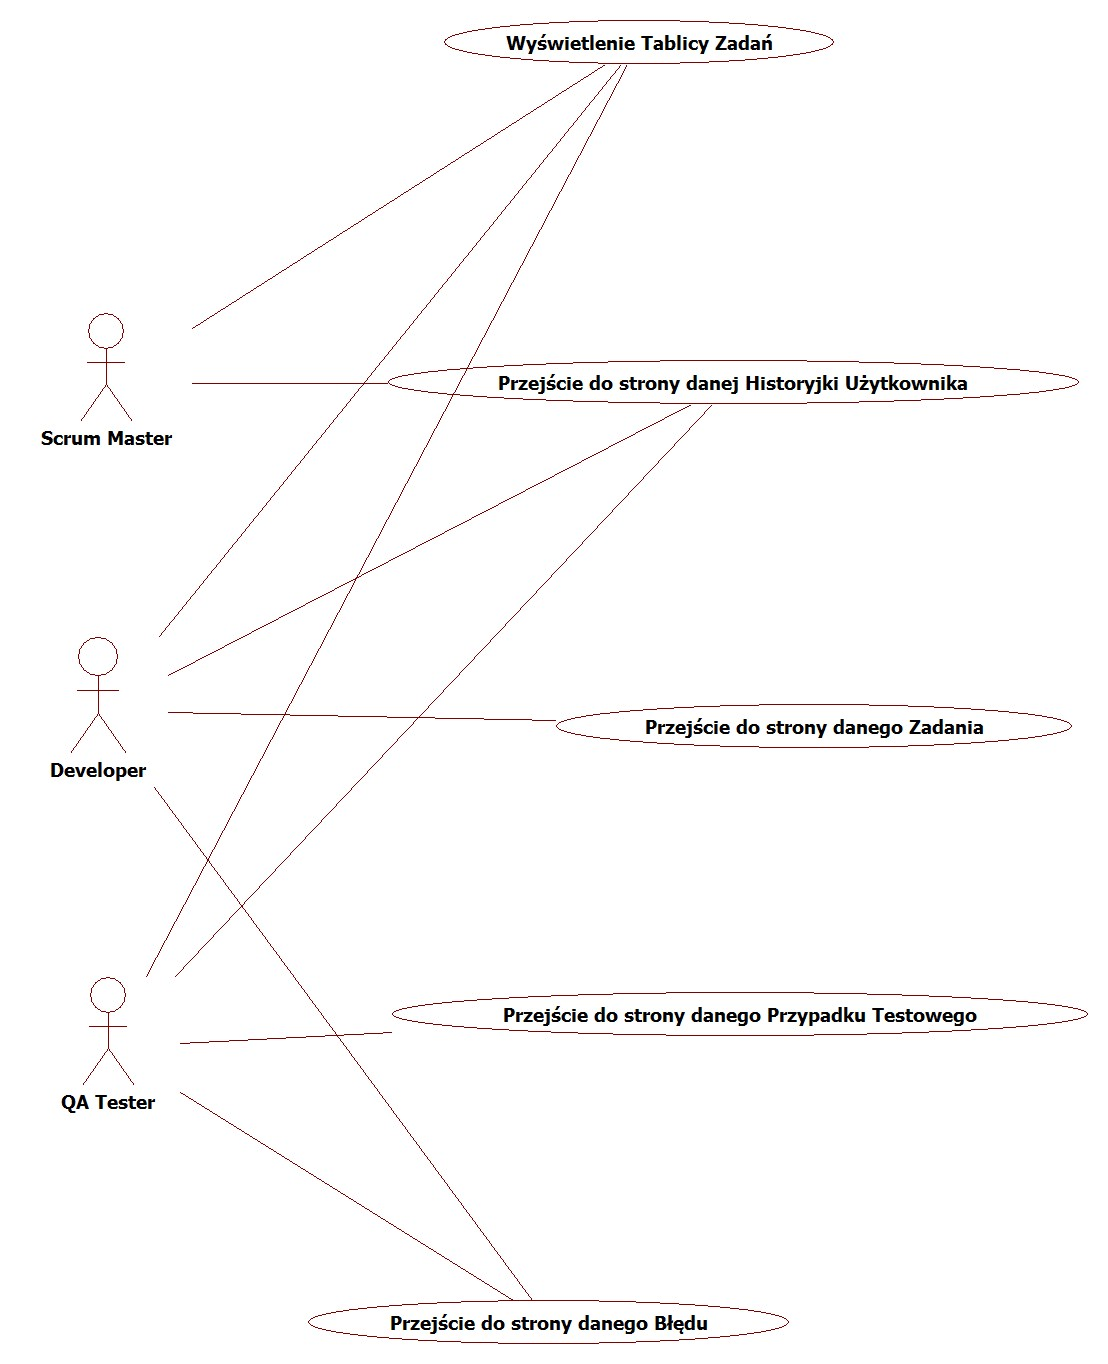 Wyświetlenie Tablicy Zadań
Przejście do strony danej Historyjki Użytkownika
Scrum Master
Przejście do strony danego Zadania
Developer
Przejście do strony danego Przypadku Testowego
QA Tester
Przejście do strony danego Błędu